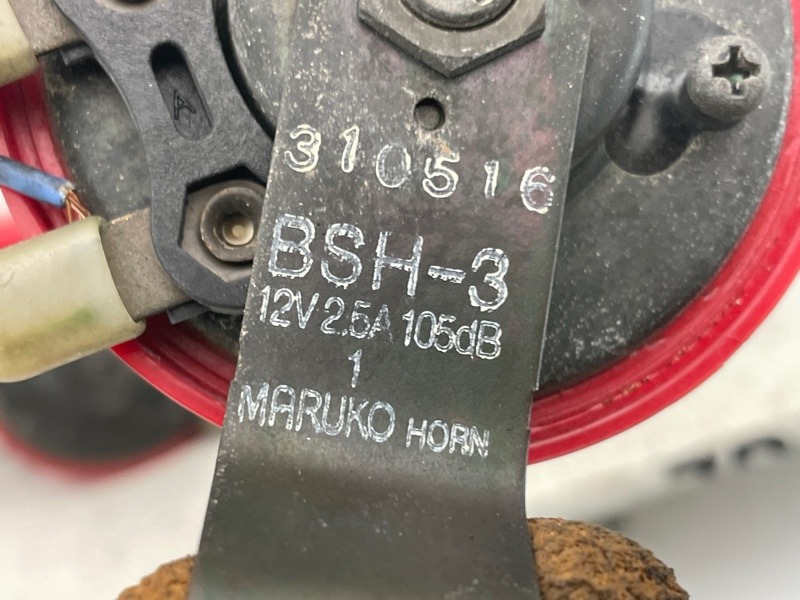 A
310516
BSH-3
12V 2.5A 105dB
1
MARUKO HORN